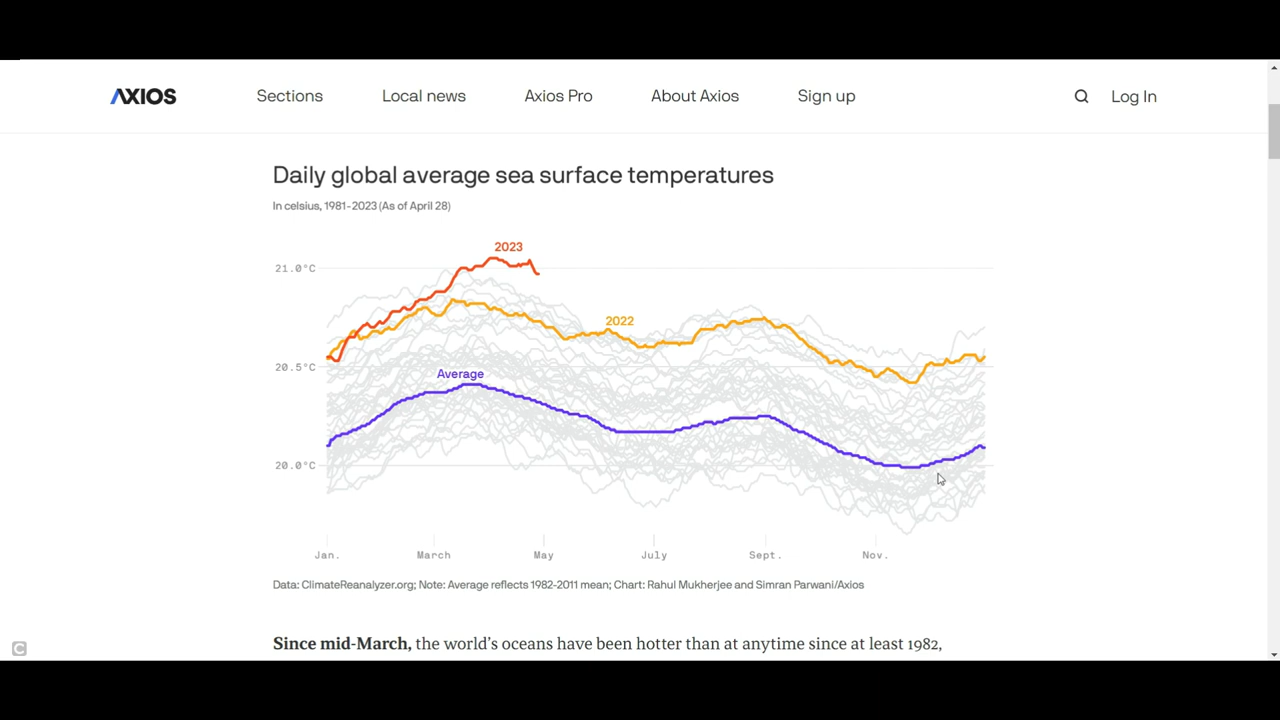 AXIOS
Sections
Local news
Axios Pro
About Axios
Sign up
Log In
Daily global average sea surface temperatures
In celsius, 1981-2023 (As of April 28)
2023
21.0°C
2022
20.5°C
Average
20.0°C
Jan.
March
May
July
Sept.
Nov.
Data: ClimateReanalyzer.org; Note: Average reflects 1982-2011 mean; Chart: Rahul Mukherjee and Simran Parwani/Axios
Since mid-March, the world's oceans have been hotter than at anytime since at least 1982,
C